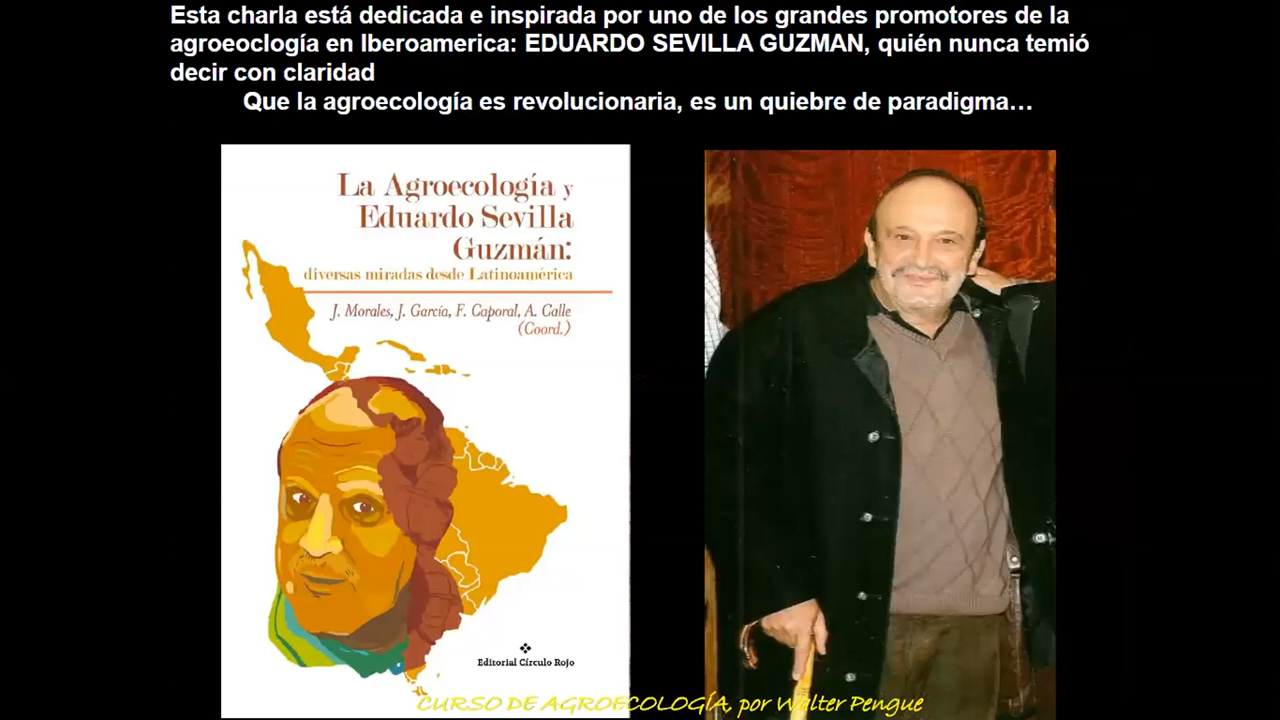 Esta charla está dedicada e inspirada por uno de los grandes promotores de la
agroeoclogía en Iberoamerica: EDUARDO SEVILLA GUZMAN, quién nunca temió
decir con claridad
Que la agroecología es revolucionaria, es un quiebre de paradigma…
La Agroecología y
Eduardo Sevilla
Guzmán:
diversas miradas desde Latinoamérica
J. Morales, J. García, F. Caporal, A. Calle
(Coord.)
Editorial Círculo Rojo
CURSO DE AGROECOLOGÍA, por Walter Pengue